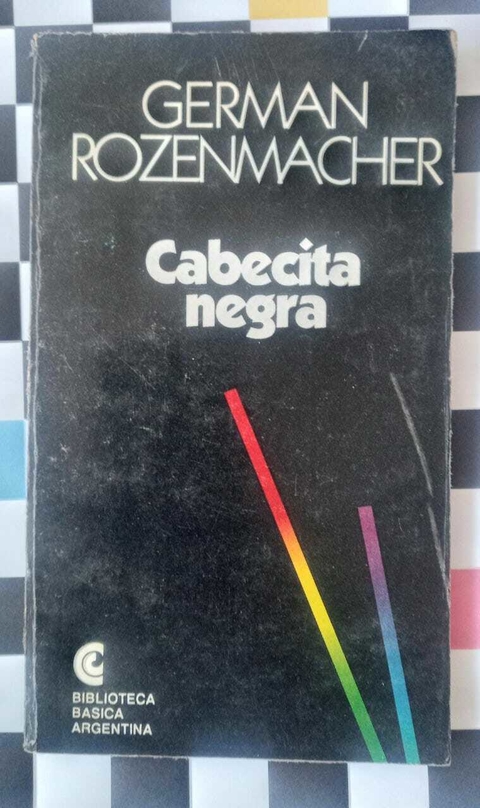 GERMAN
ROZENMACHER
Cabecita
negra
BIBLIOTECA
BASICA
ARGENTINA